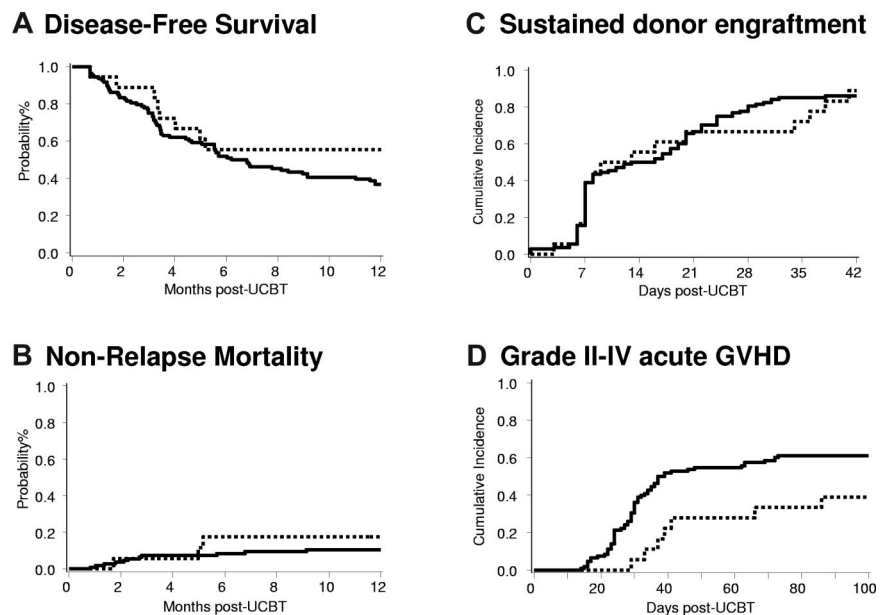 A Disease-Free Survival
1.0
0.8
0.6
0.4
0.2
0.0
Probability%
0 2 4 6 8 10 12
Months post-UCBT
C Sustained donor engraftment
1.0
0.8
0.6
0.4
0.2
0.0
Cumulative Incidence
0 7 14 21 28 35 42
Days post-UCBT
B Non-Relapse Mortality
1.0
0.8
0.6
0.4
0.2
0.0
Probability%
0 2 4 6 8 10 12
Months post-UCBT
D Grade II-IV acute GVHD
1.0
0.8
0.6
0.4
0.2
0.0
Cumulative Incidence
0 20 40 60 80 100
Days post-UCBT